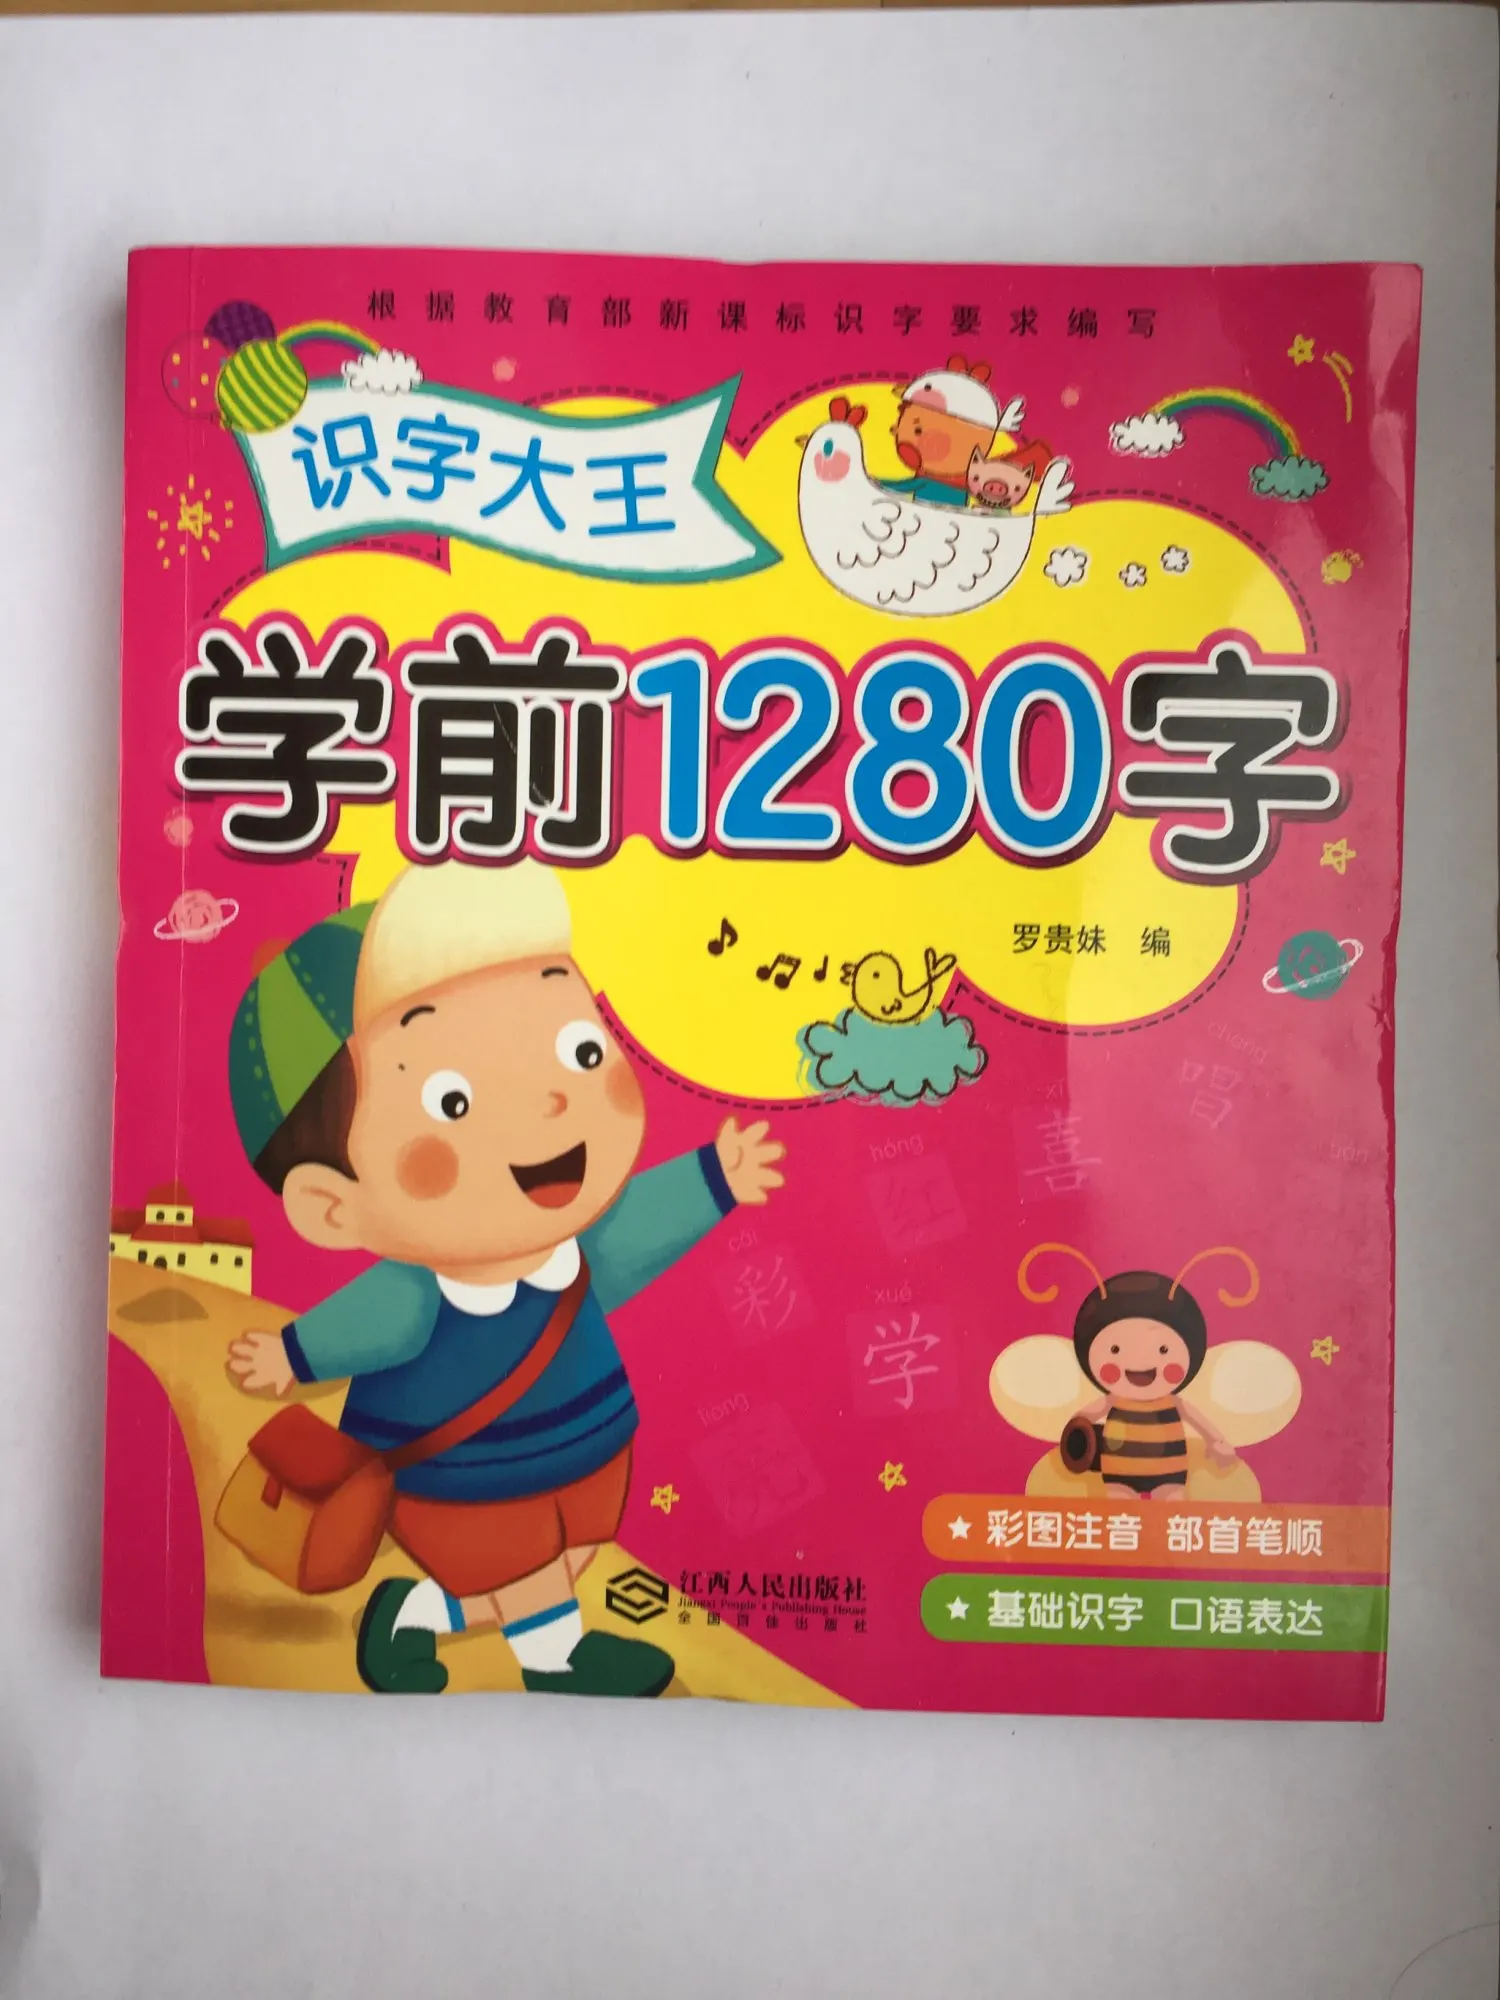 根据教育部新课标识字要求编写
识字大王
学前1280字
罗贵妹 编
chàng
唱
xǐ
喜
hóng
红
cǎi
彩
xué
学
liàng
亮
★ 彩图注音 部首笔顺
★ 基础识字 口语表达
江西人民出版社
Jiangxi People's Publishing House
全国百佳出版社